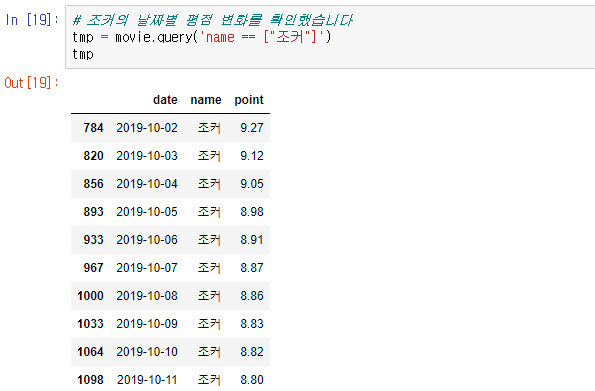 In [19]:
# 조커의 날짜별 평점 변화를 확인했습니다
tmp = movie.query('name == ["조커"]')
tmp
Out[19]:
date name point
784 2019-10-02 조커 9.27
820 2019-10-03 조커 9.12
856 2019-10-04 조커 9.05
893 2019-10-05 조커 8.98
933 2019-10-06 조커 8.91
967 2019-10-07 조커 8.87
1000 2019-10-08 조커 8.86
1033 2019-10-09 조커 8.83
1064 2019-10-10 조커 8.82
1098 2019-10-11 조커 8.80